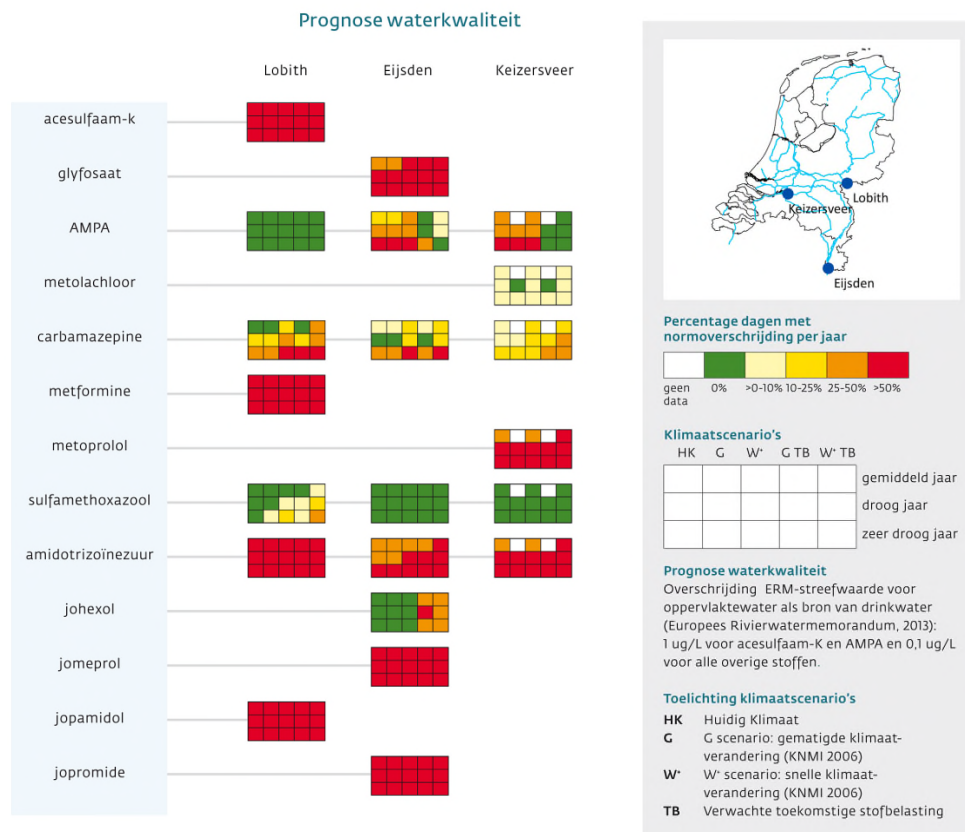 Prognose waterkwaliteit
Lobith Eijsden Keizersveer
acesulfaam-k
glyfosaat
AMPA
metolachloor
carbamazepine
metformine
metoprolol
sulfamethoxazool
amidotrizoïnezuur
johexol
jomeprol
jopamidol
jopromide
Lobith
Keizersveer
Eijsden
Percentage dagen met
normoverschrijding per jaar
geen 0% >0-10% 10-25% 25-50% >50%
data
Klimaatscenario's
HK G W⁺ G TB W⁺ TB
gemiddeld jaar
droog jaar
zeer droog jaar
Prognose waterkwaliteit
Overschrijding ERM-streefwaarde voor
oppervlaktewater als bron van drinkwater
(Europees Rivierwatermemorandum, 2013):
1 ug/L voor acesulfaam-K en AMPA en 0,1 ug/L
voor alle overige stoffen.
Toelichting klimaatscenario's
HK Huidig Klimaat
G G scenario: gematigde klimaat-
verandering (KNMI 2006)
W⁺ W⁺ scenario: snelle klimaat-
verandering (KNMI 2006)
TB Verwachte toekomstige stofbelasting